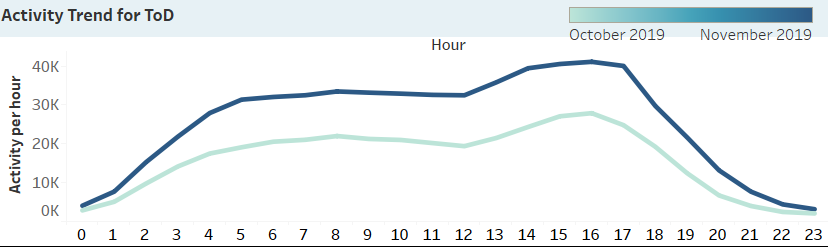 Activity Trend for ToD
October 2019 November 2019
Hour
Activity per hour
40K
30K
20K
10K
0K
0 1 2 3 4 5 6 7 8 9 10 11 12 13 14 15 16 17 18 19 20 21 22 23